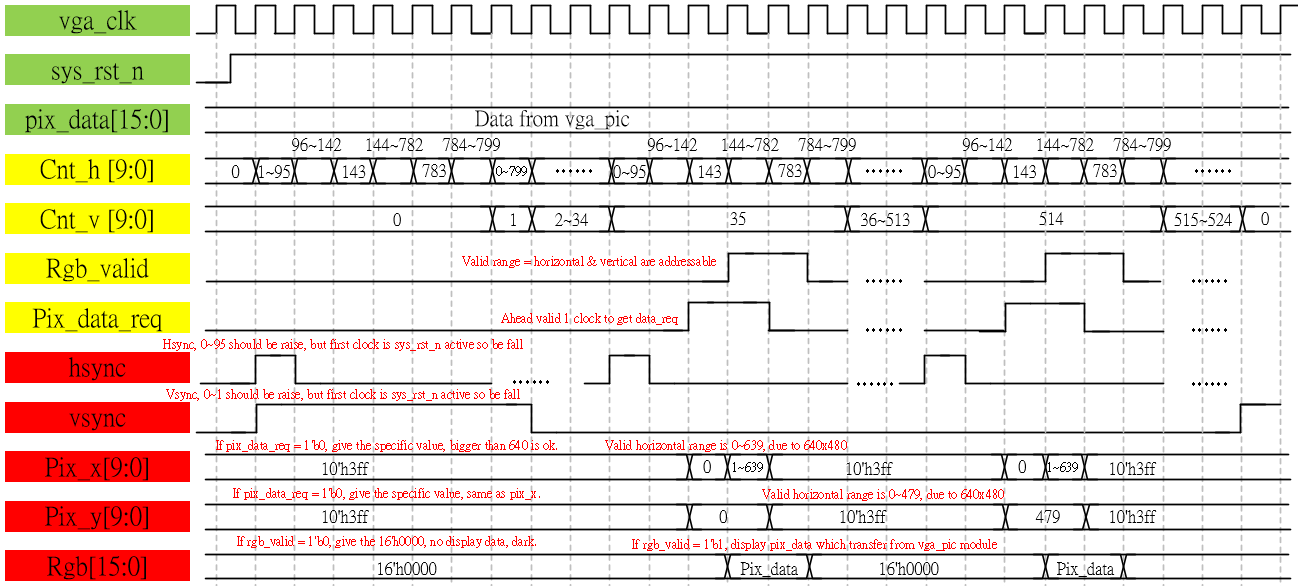 vga_clk
sys_rst_n
pix_data[15:0]
Data from vga_pic
96~142 144~782 784~799 96~142 144~782 784~799 96~142 144~782 784~799
Cnt_h [9:0]
0 1~95 143 783 0~799 ...... 0~95 143 783 ...... 0~95 143 783 ......
Cnt_v [9:0]
0 1 2~34 35 36~513 514 515~524 0
Rgb_valid
Valid range = horizontal & vertical are addressable
...... ......
Pix_data_req
Ahead valid 1 clock to get data_req
...... ......
Hsync, 0~95 should be raise, but first clock is sys_rst_n active so be fall
hsync
...... ...... ......
Vsync, 0~1 should be raise, but first clock is sys_rst_n active so be fall
vsync
If pix_data_req = 1'b0, give the specific value, bigger than 640 is ok.
Valid horizontal range is 0~639, due to 640x480
Pix_x[9:0]
10'h3ff 0 1~639 10'h3ff 0 1~639 10'h3ff
If pix_data_req = 1'b0, give the specific value, same as pix_x.
Valid horizontal range is 0~479, due to 640x480
Pix_y[9:0]
10'h3ff 0 10'h3ff 479 10'h3ff
If rgb_valid = 1'b0, give the 16'h0000, no display data, dark.
If rgb_valid = 1'b1, display pix_data which transfer from vga_pic module
Rgb[15:0]
16'h0000 Pix_data 16'h0000 Pix_data